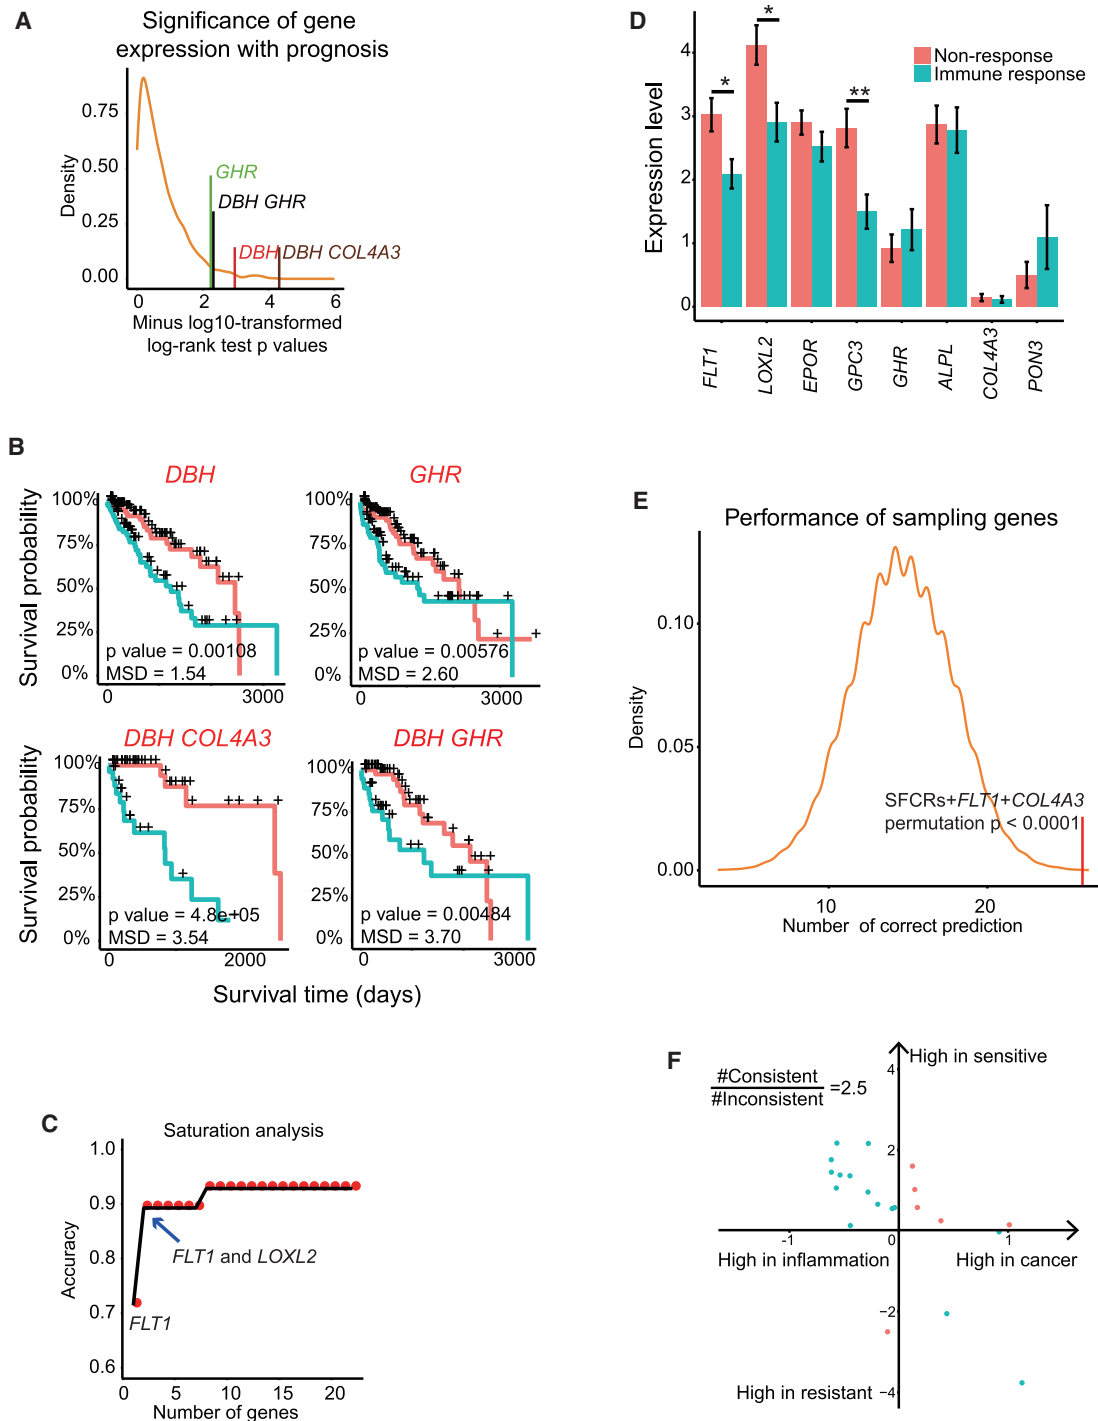 A
Significance of gene
expression with prognosis
Density
0.75
0.50
0.25
0.00
GHR
DBH GHR
DBH
DBH COL4A3
0 2 4 6
Minus log10-transformed
log-rank test p values
B
Survival probability
DBH
100%
75%
50%
25%
0%
p value = 0.00108
MSD = 1.54
0 3000
GHR
100%
75%
50%
25%
0%
p value = 0.00576
MSD = 2.60
0 3000
Survival probability
DBH COL4A3
100%
75%
50%
25%
0%
p value = 4.8e+05
MSD = 3.54
0 2000
DBH GHR
100%
75%
50%
25%
0%
p value = 0.00484
MSD = 3.70
0 3000
Survival time (days)
C
Saturation analysis
Accuracy
1.0
0.9
0.8
0.7
0.6
FLT1 and LOXL2
FLT1
0 5 10 15 20
Number of genes
D
Expression level
4
3
2
1
0
*
*
**
Non-response
Immune response
FLT1
LOXL2
EPOR
GPC3
GHR
ALPL
COL4A3
PON3
E
Performance of sampling genes
Density
0.10
0.05
0.00
SFCRs+FLT1+COL4A3
permutation p < 0.0001
10 20
Number of correct prediction
F
#Consistent
#Inconsistent
=2.5
High in sensitive
4
2
0
−2
−4
-1
1
High in inflammation
High in cancer
High in resistant